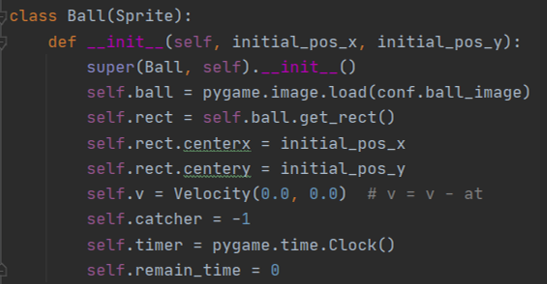 class Ball(Sprite):
    def __init__(self, initial_pos_x, initial_pos_y):
        super(Ball, self).__init__()
        self.ball = pygame.image.load(conf.ball_image)
        self.rect = self.ball.get_rect()
        self.rect.centerx = initial_pos_x
        self.rect.centery = initial_pos_y
        self.v = Velocity(0.0, 0.0)  # v = v - at
        self.catcher = -1
        self.timer = pygame.time.Clock()
        self.remain_time = 0